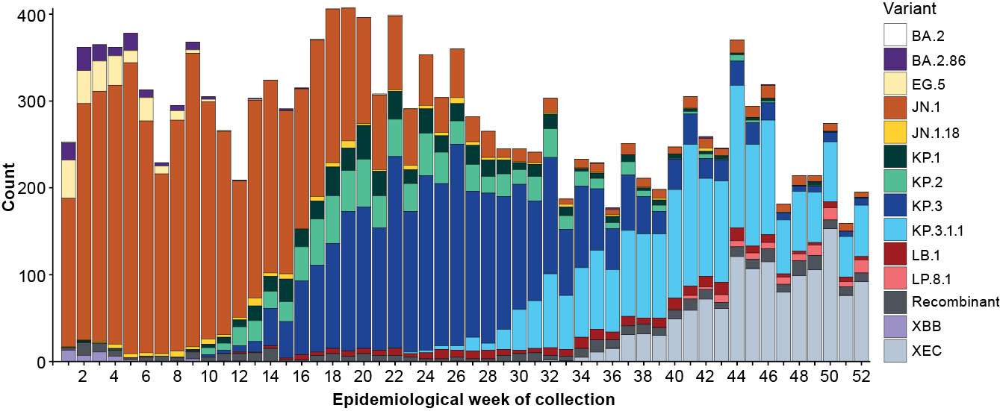 Variant
BA.2
BA.2.86
EG.5
JN.1
JN.1.18
KP.1
KP.2
KP.3
KP.3.1.1
LB.1
LP.8.1
Recombinant
XBB
XEC
Count
400
300
200
100
0
2 4 6 8 10 12 14 16 18 20 22 24 26 28 30 32 34 36 38 40 42 44 46 48 50 52
Epidemiological week of collection